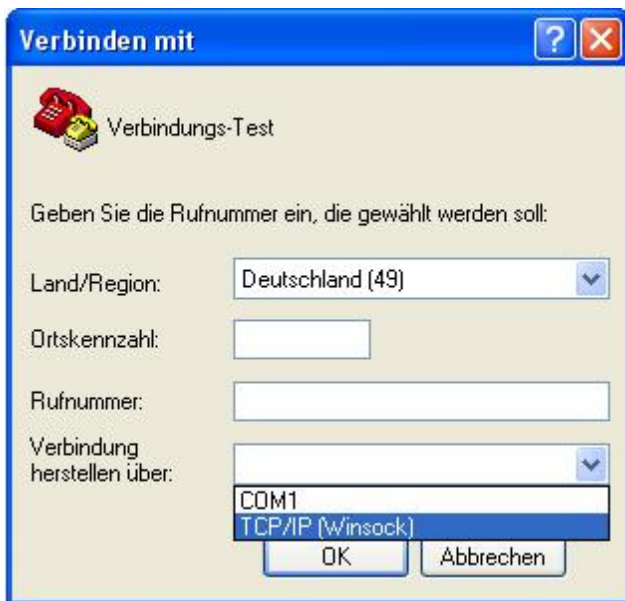 Verbinden mit
Verbindungs-Test
Geben Sie die Rufnummer ein, die gewählt werden soll:
Land/Region: Deutschland (49)
Ortskennzahl:
Rufnummer:
Verbindung
herstellen über:
COM1
TCP/IP (Winsock)
OK Abbrechen